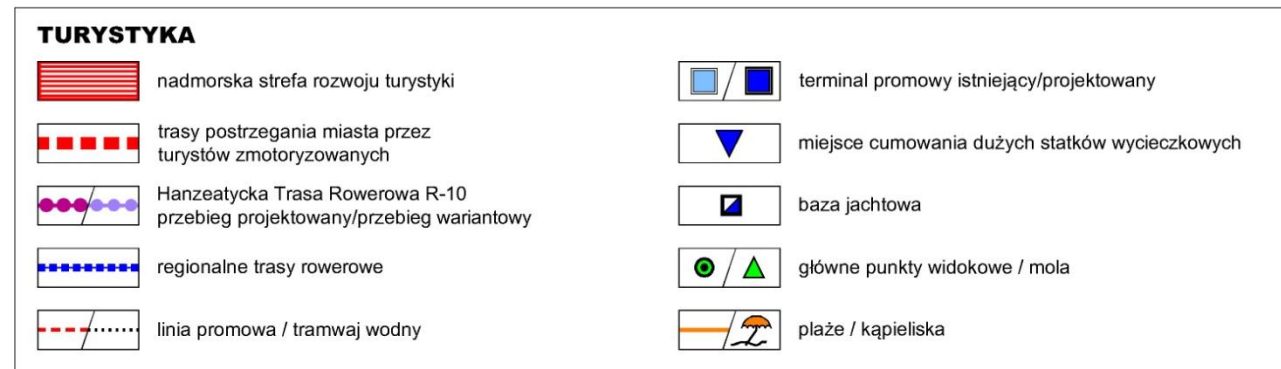 TURYSTYKA
nadmorska strefa rozwoju turystyki
trasy postrzegania miasta przez
turystów zmotoryzowanych
Hanzeatycka Trasa Rowerowa R-10
przebieg projektowany/przebieg wariantowy
regionalne trasy rowerowe
linia promowa / tramwaj wodny
terminal promowy istniejący/projektowany
miejsce cumowania dużych statków wycieczkowych
baza jachtowa
główne punkty widokowe / mola
plaże / kąpieliska